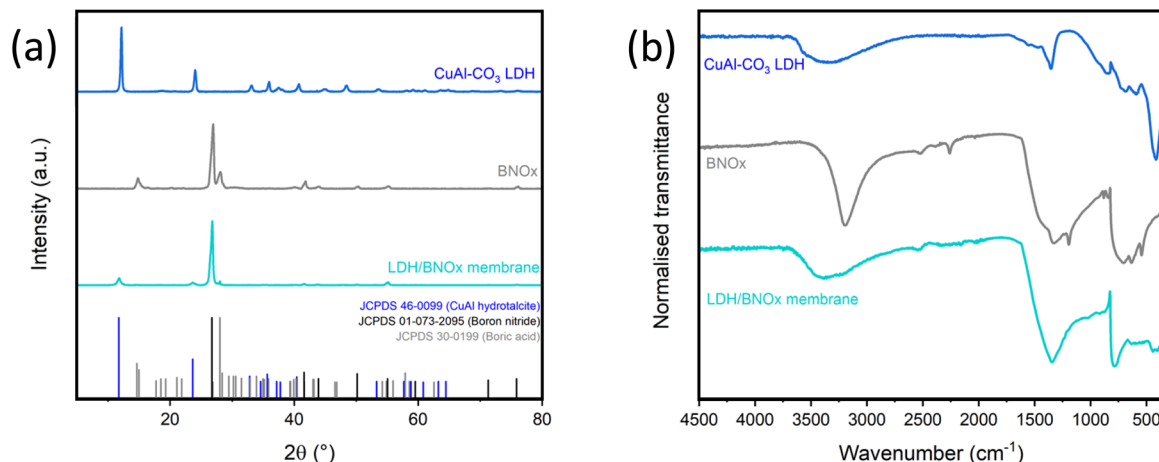 (a)
CuAl-CO₃ LDH
BNOx
LDH/BNOx membrane
JCPDS 46-0099 (CuAl hydrotalcite)
JCPDS 01-073-2095 (Boron nitride)
JCPDS 30-0199 (Boric acid)
Intensity (a.u.)
20 40 60 80
2θ (°)
(b)
CuAl-CO₃ LDH
BNOx
LDH/BNOx membrane
Normalised transmittance
4500 4000 3500 3000 2500 2000 1500 1000 500
Wavenumber (cm⁻¹)